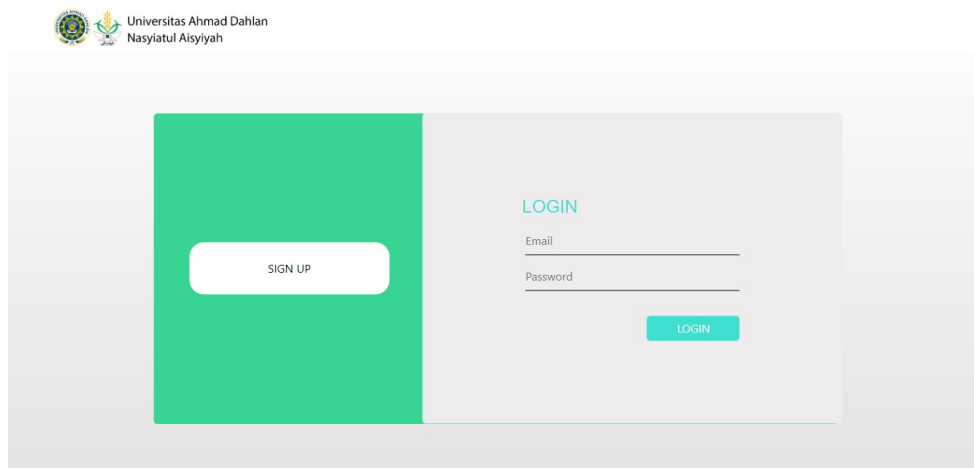 Universitas Ahmad Dahlan
Nasyiatul Aisyiyah
LOGIN
Email
SIGN UP
Password
LOGIN